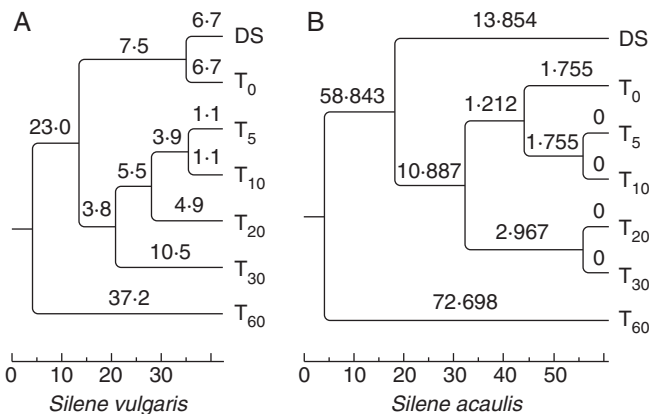 A
B
6·7
DS
7·5
6·7
T0
23·0
1·1
T5
3·9
1·1
T10
5·5
3·8
4·9
T20
10·5
T30
37·2
T60
0 10 20 30
Silene vulgaris
13·854
DS
1·755
T0
58·843
1·212
0
T5
1·755
0
T10
10·887
0
T20
2·967
0
T30
72·698
T60
0 10 20 30 40 50
Silene acaulis